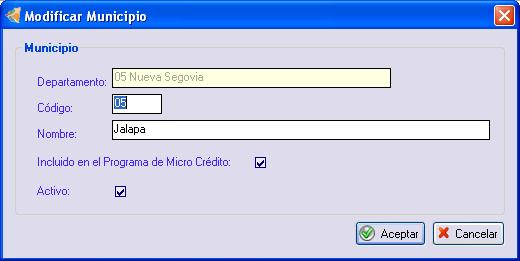 Modificar Municipio
Municipio
Departamento: 05 Nueva Segovia
Código: 05
Nombre: Jalapa
Incluido en el Programa de Micro Crédito:
Activo:
Aceptar Cancelar